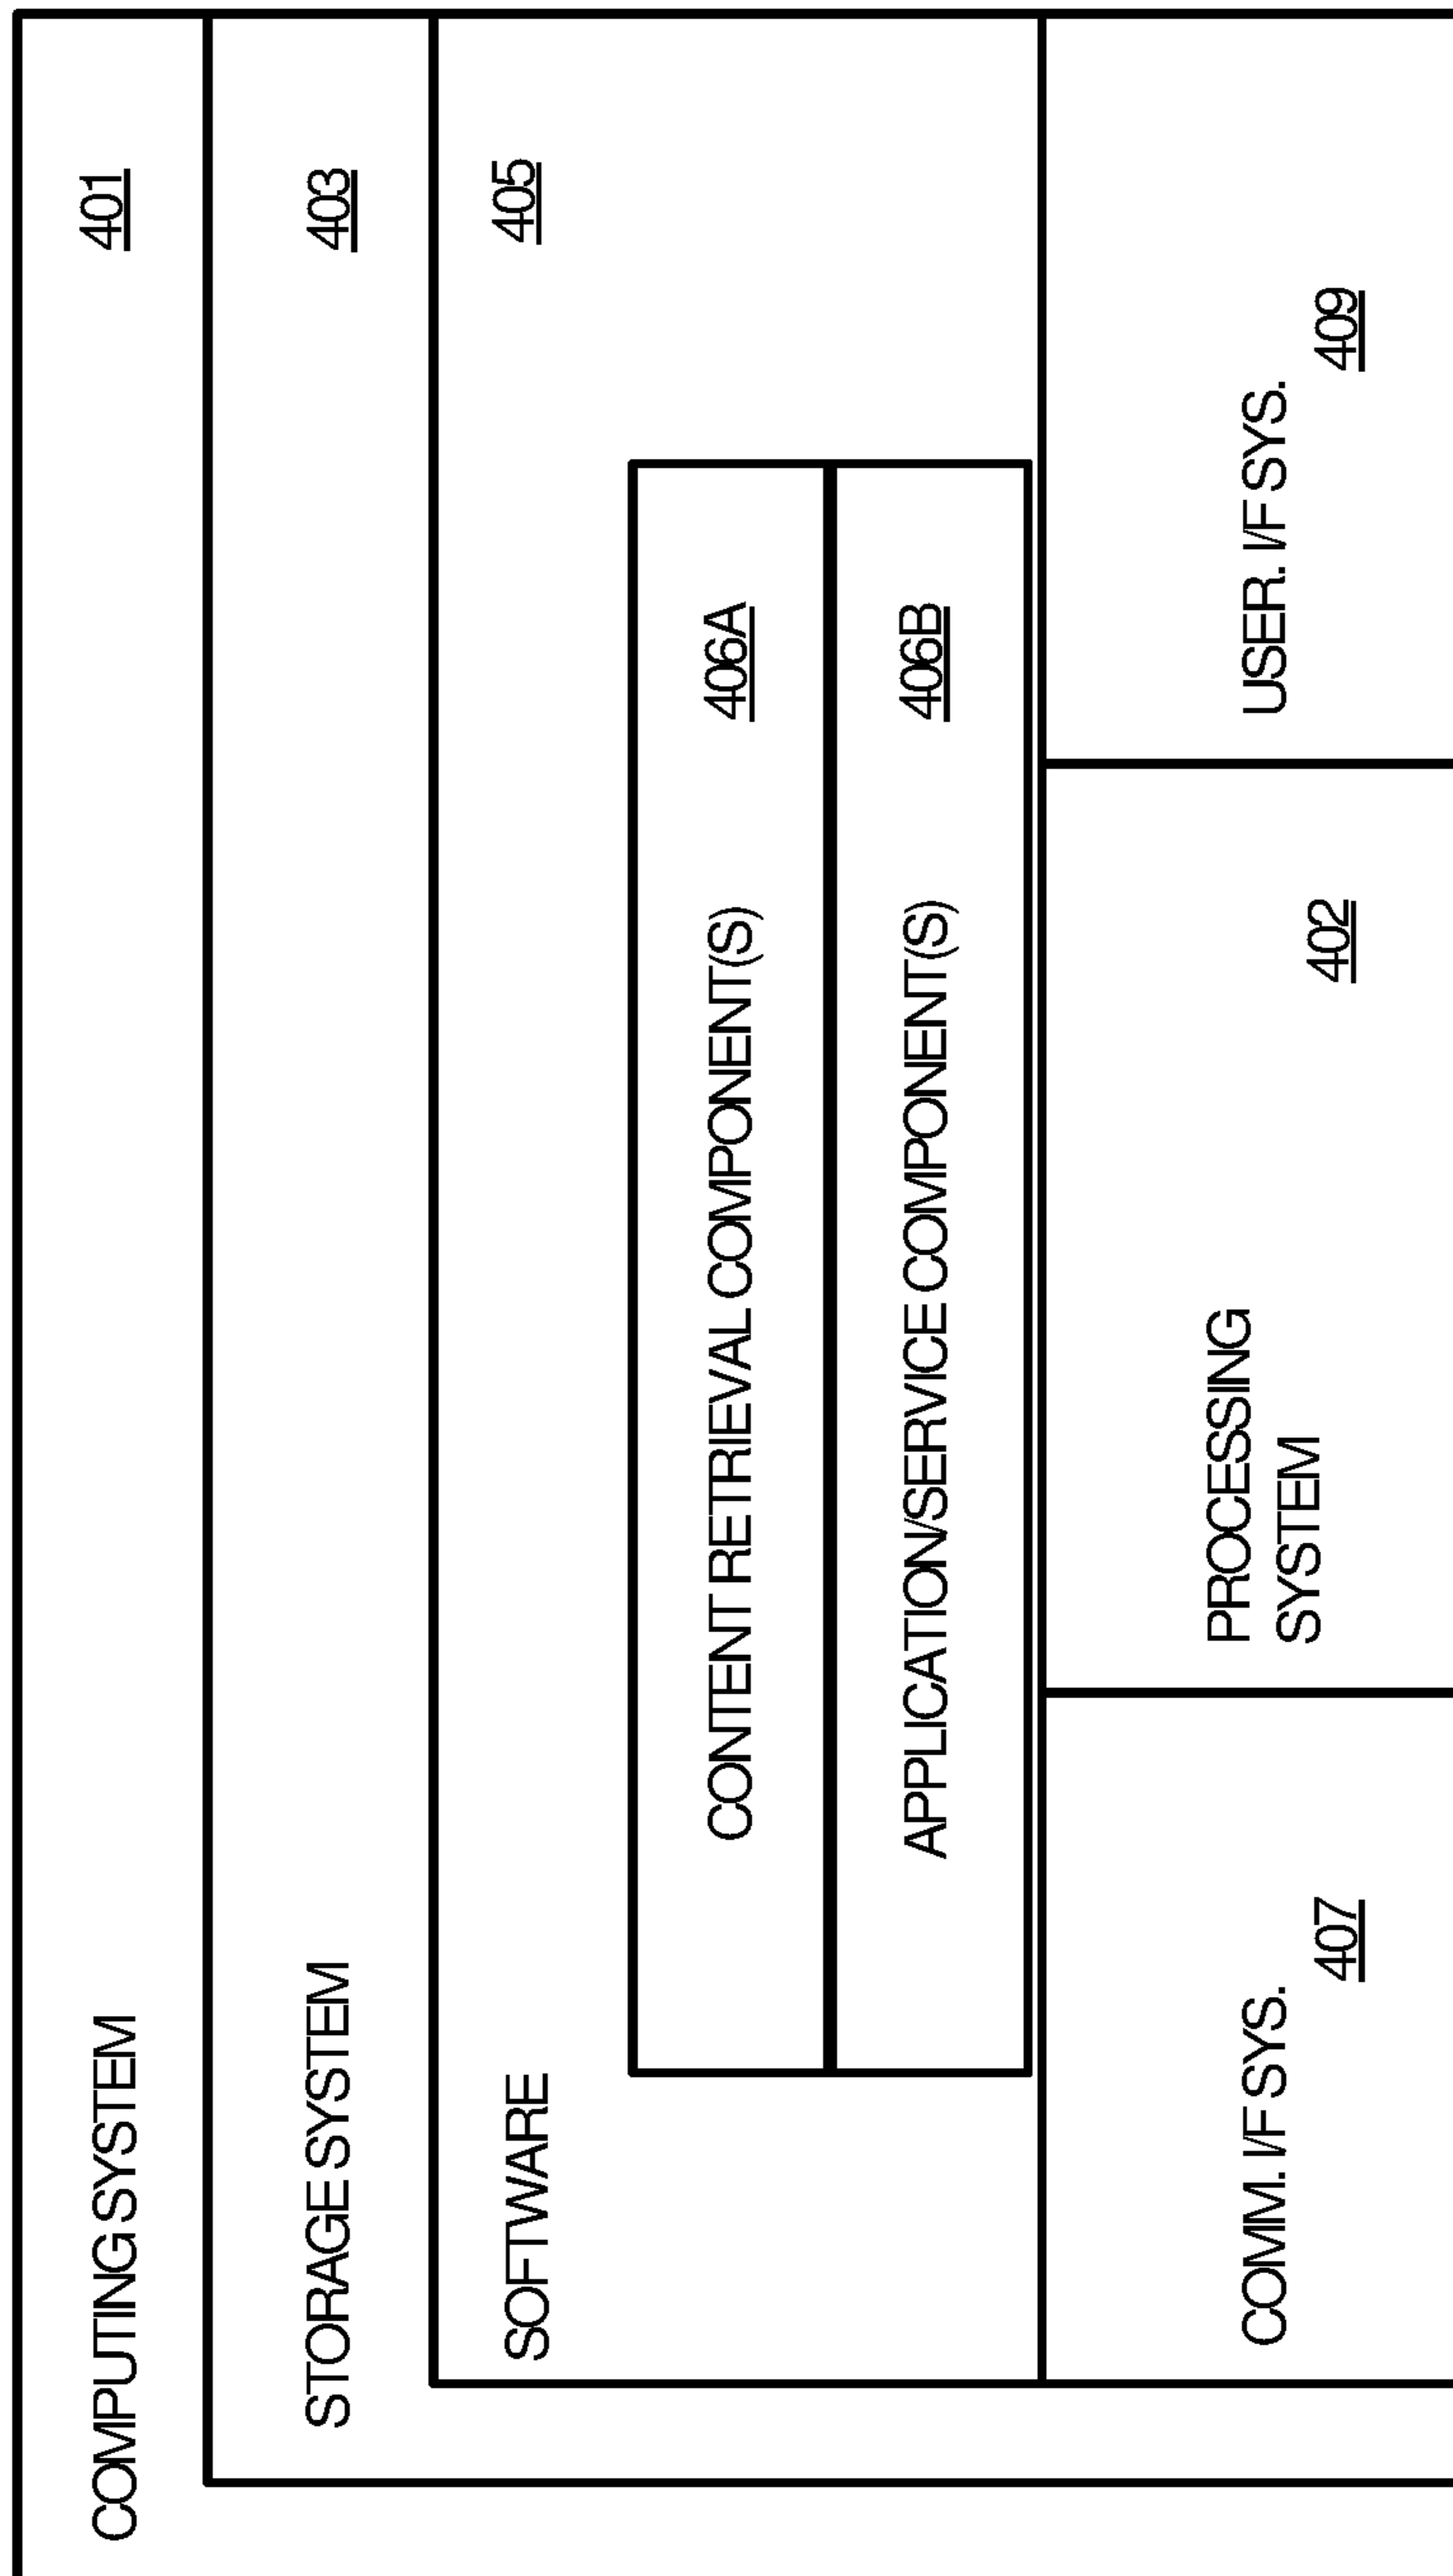 COMPUTING SYSTEM 401
STORAGE SYSTEM 403
SOFTWARE 405
CONTENT RETRIEVAL COMPONENT(S) 406A
APPLICATION/SERVICE COMPONENT(S) 406B
COMM. I/F SYS.
407
PROCESSING
SYSTEM
402
USER. I/F SYS.
409